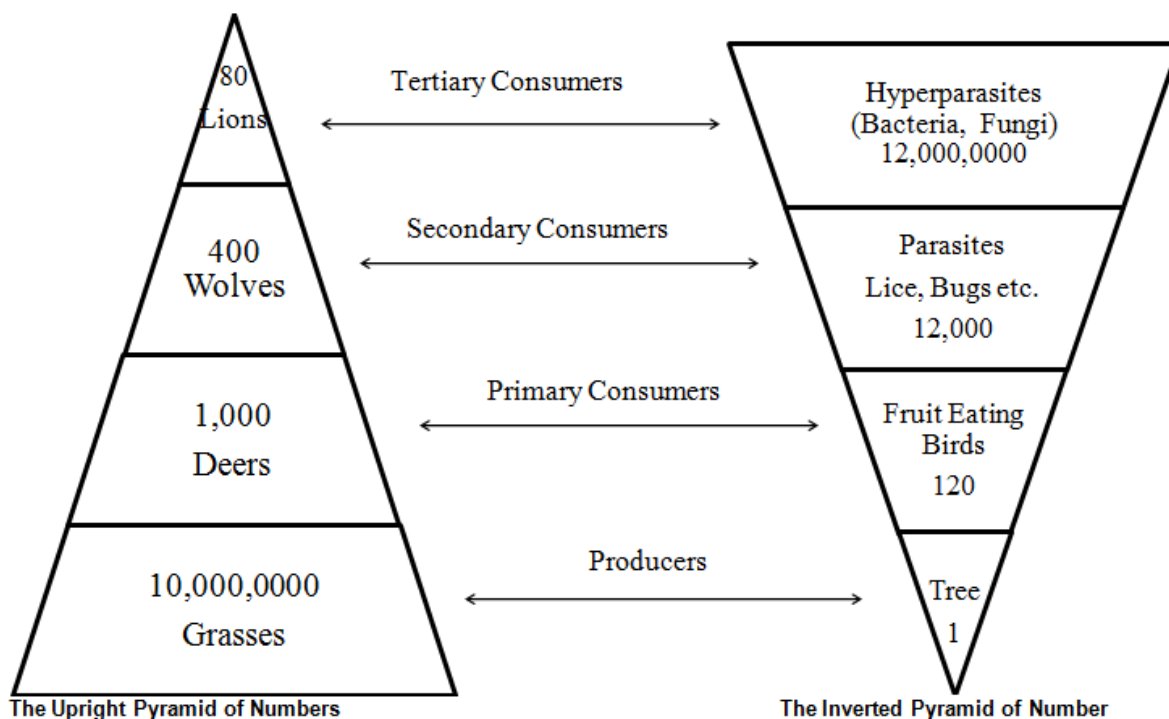 80
Lions
400
Wolves
1,000
Deers
10,000,0000
Grasses
The Upright Pyramid of Numbers
Tertiary Consumers
Secondary Consumers
Primary Consumers
Producers
Hyperparasites
(Bacteria, Fungi)
12,000,0000
Parasites
Lice, Bugs etc.
12,000
Fruit Eating
Birds
120
Tree
1
The Inverted Pyramid of Number